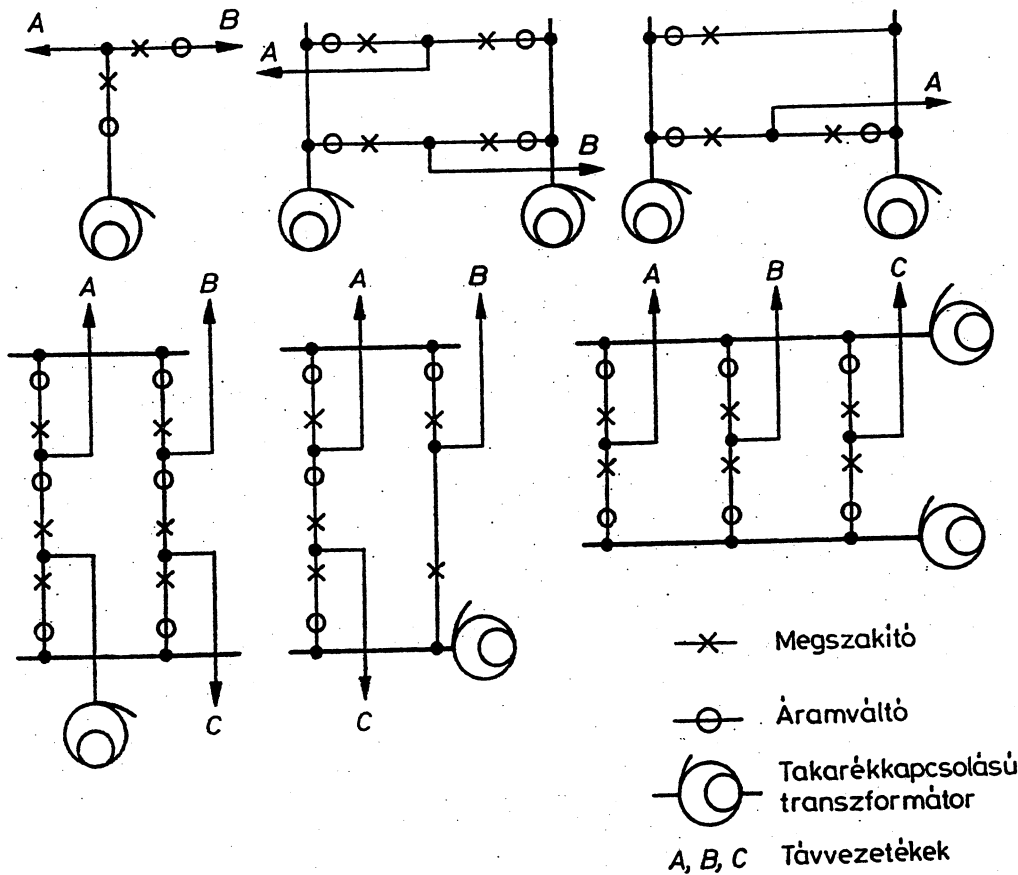 A
B
A
B
A
A
B
C
A
B
C
A
B
C
Megszakító
Áramváltó
Takarékkapcsolású
transzformátor
A, B, C Távvezetékek